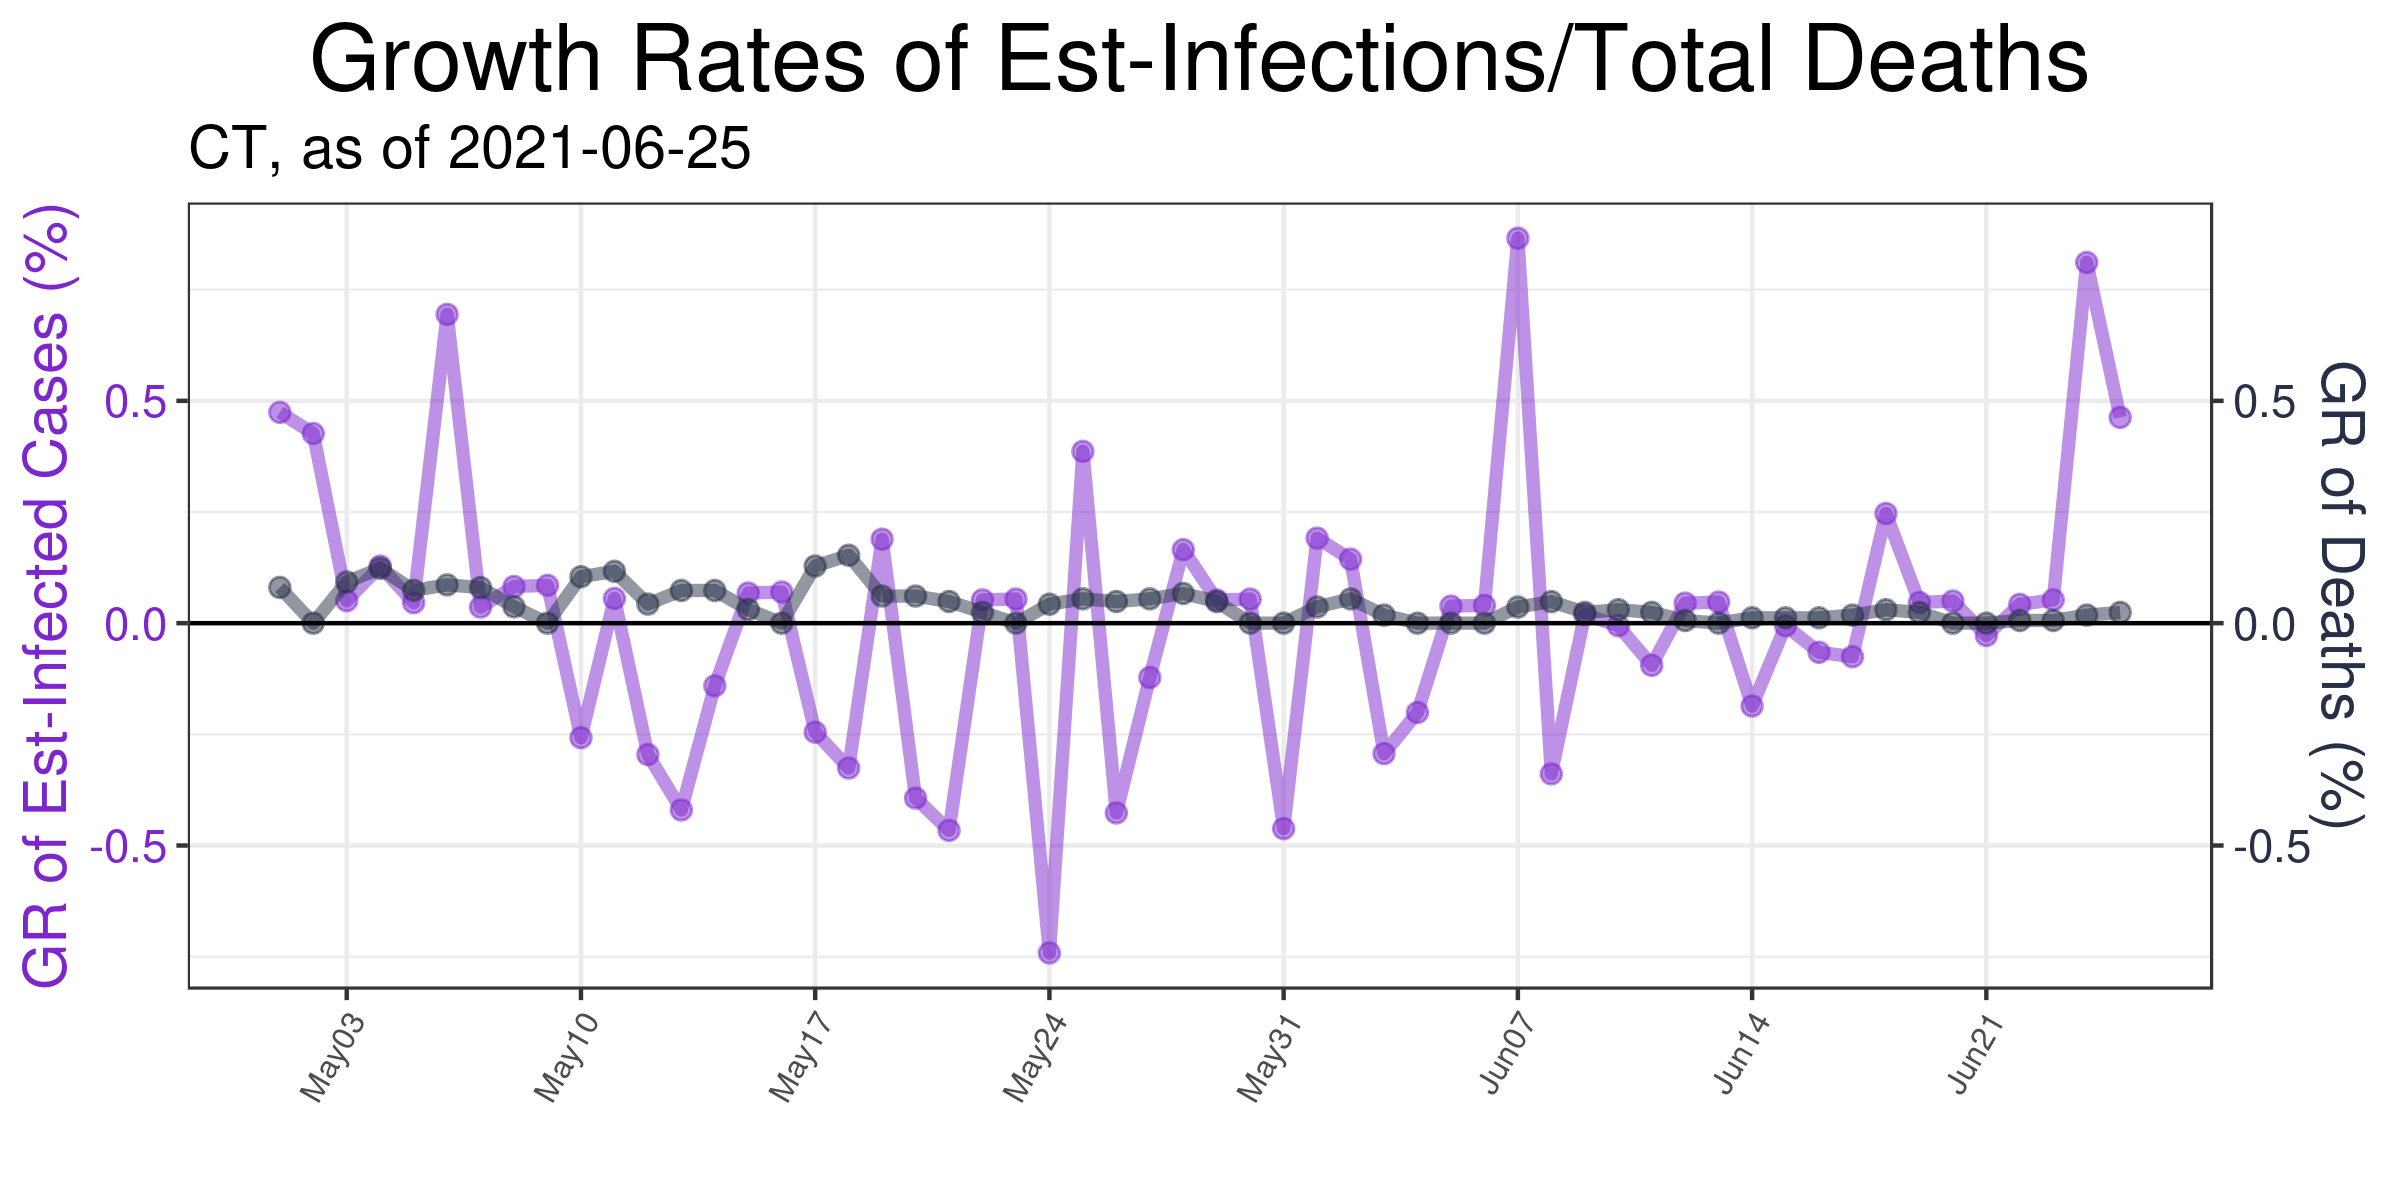 Growth Rates of Est-Infections/Total Deaths
CT, as of 2021-06-25
GR of Est-Infected Cases (%)
0.5
0.0
-0.5
0.5
0.0
-0.5
GR of Deaths (%)
May03
May10
May17
May24
May31
Jun07
Jun14
Jun21